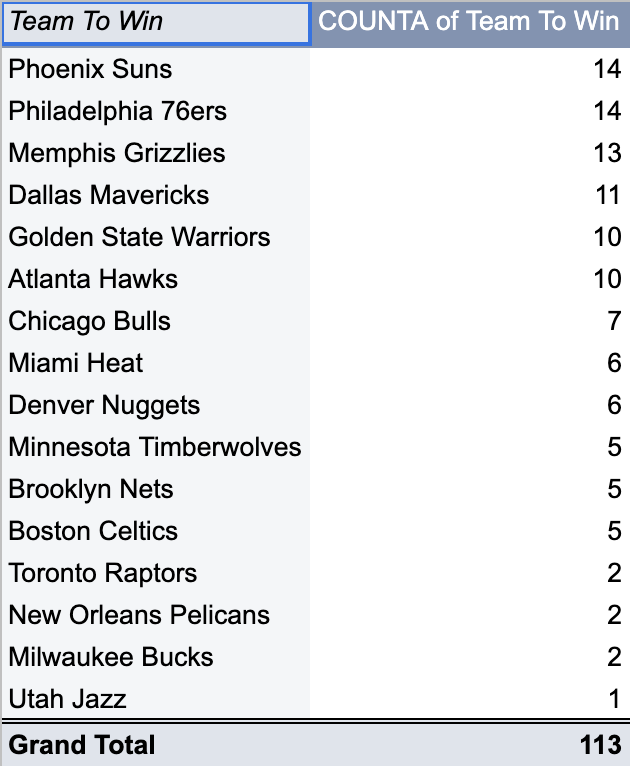 Team To Win COUNTA of Team To Win
Phoenix Suns 14
Philadelphia 76ers 14
Memphis Grizzlies 13
Dallas Mavericks 11
Golden State Warriors 10
Atlanta Hawks 10
Chicago Bulls 7
Miami Heat 6
Denver Nuggets 6
Minnesota Timberwolves 5
Brooklyn Nets 5
Boston Celtics 5
Toronto Raptors 2
New Orleans Pelicans 2
Milwaukee Bucks 2
Utah Jazz 1
Grand Total 113